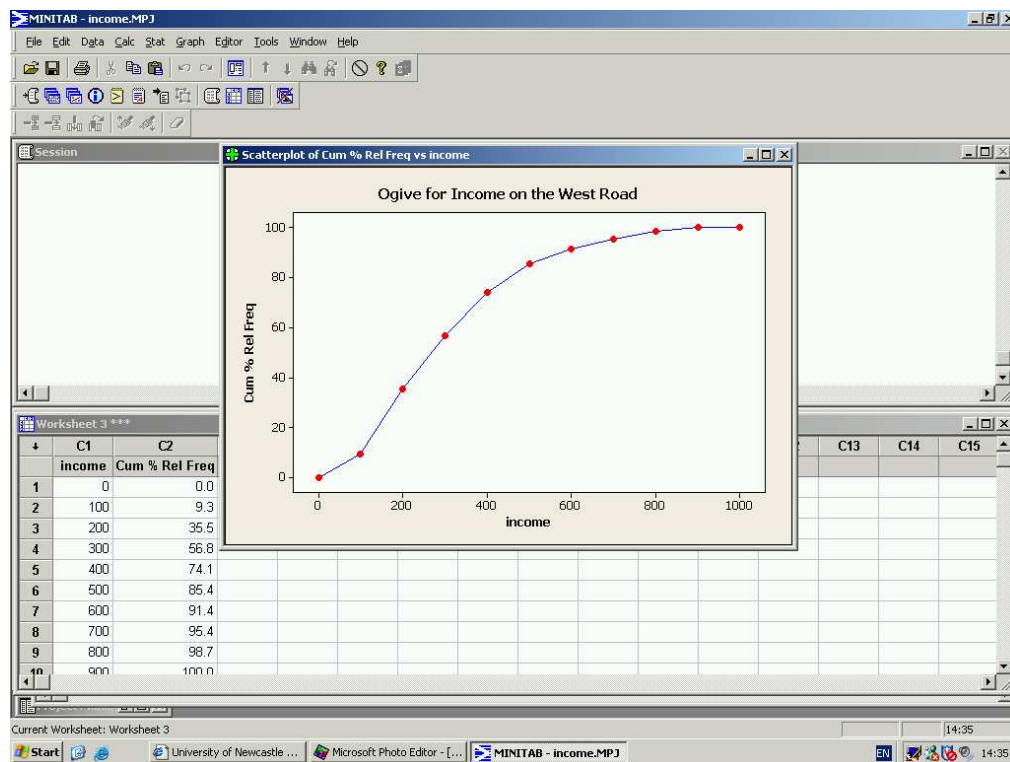 MINITAB - income.MPJ
File Edit Data Calc Stat Graph Editor Tools Window Help
Session
Scatterplot of Cum % Rel Freq vs income
Ogive for Income on the West Road
100
80
60
40
20
0
Cum % Rel Freq
0 200 400 600 800 1000
income
Worksheet 3 ***
C1 C2 C13 C14 C15
income Cum % Rel Freq
1 0 0.0
2 100 9.3
3 200 35.5
4 300 56.8
5 400 74.1
6 500 85.4
7 600 91.4
8 700 95.4
9 800 98.7
10 900 100.0
Current Worksheet: Worksheet 3
14:35
Start University of Newcastle ... Microsoft Photo Editor - [... MINITAB - income.MPJ EN 14:35